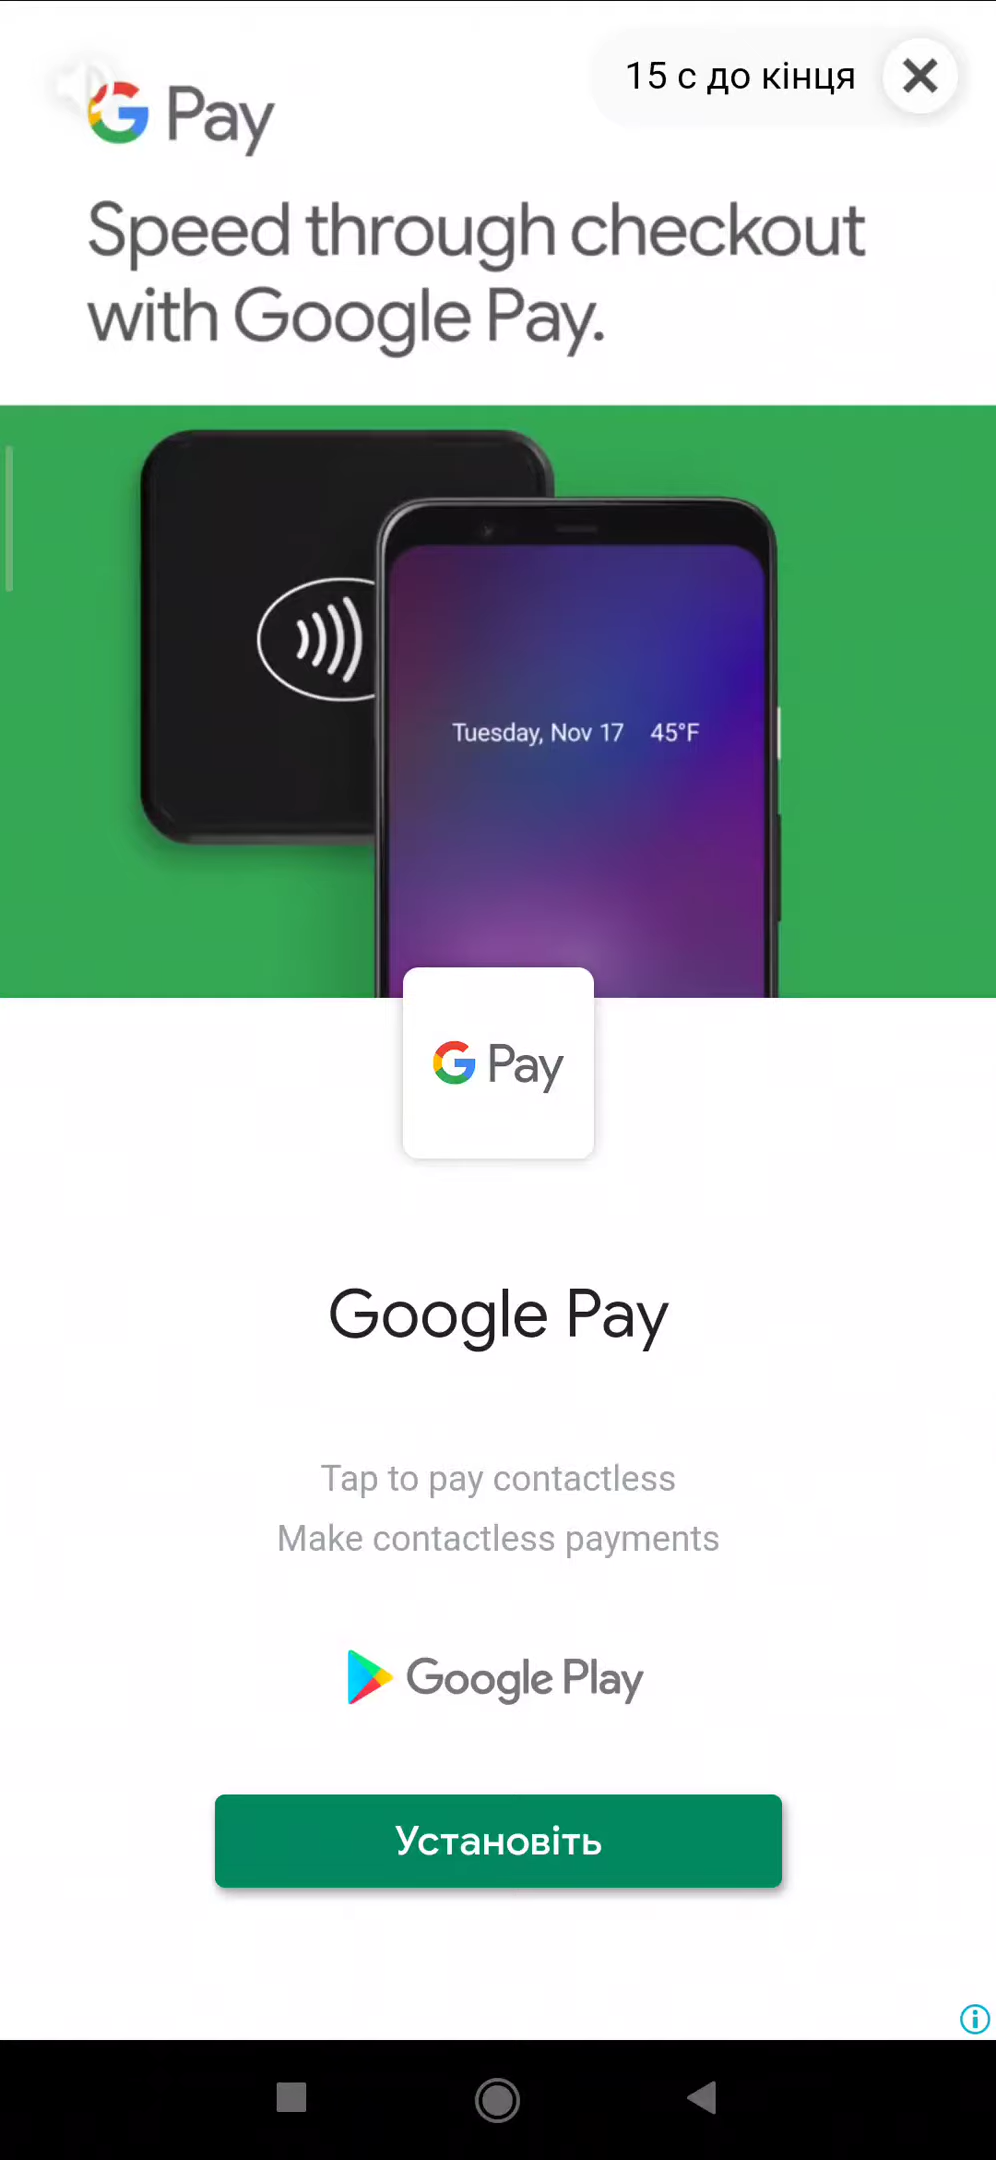 15 с до кінця
G Pay
Speed through checkout
with Google Pay.
Tuesday, Nov 17 45°F
G Pay
Google Pay
Tap to pay contactless
Make contactless payments
Google Play
Установіть